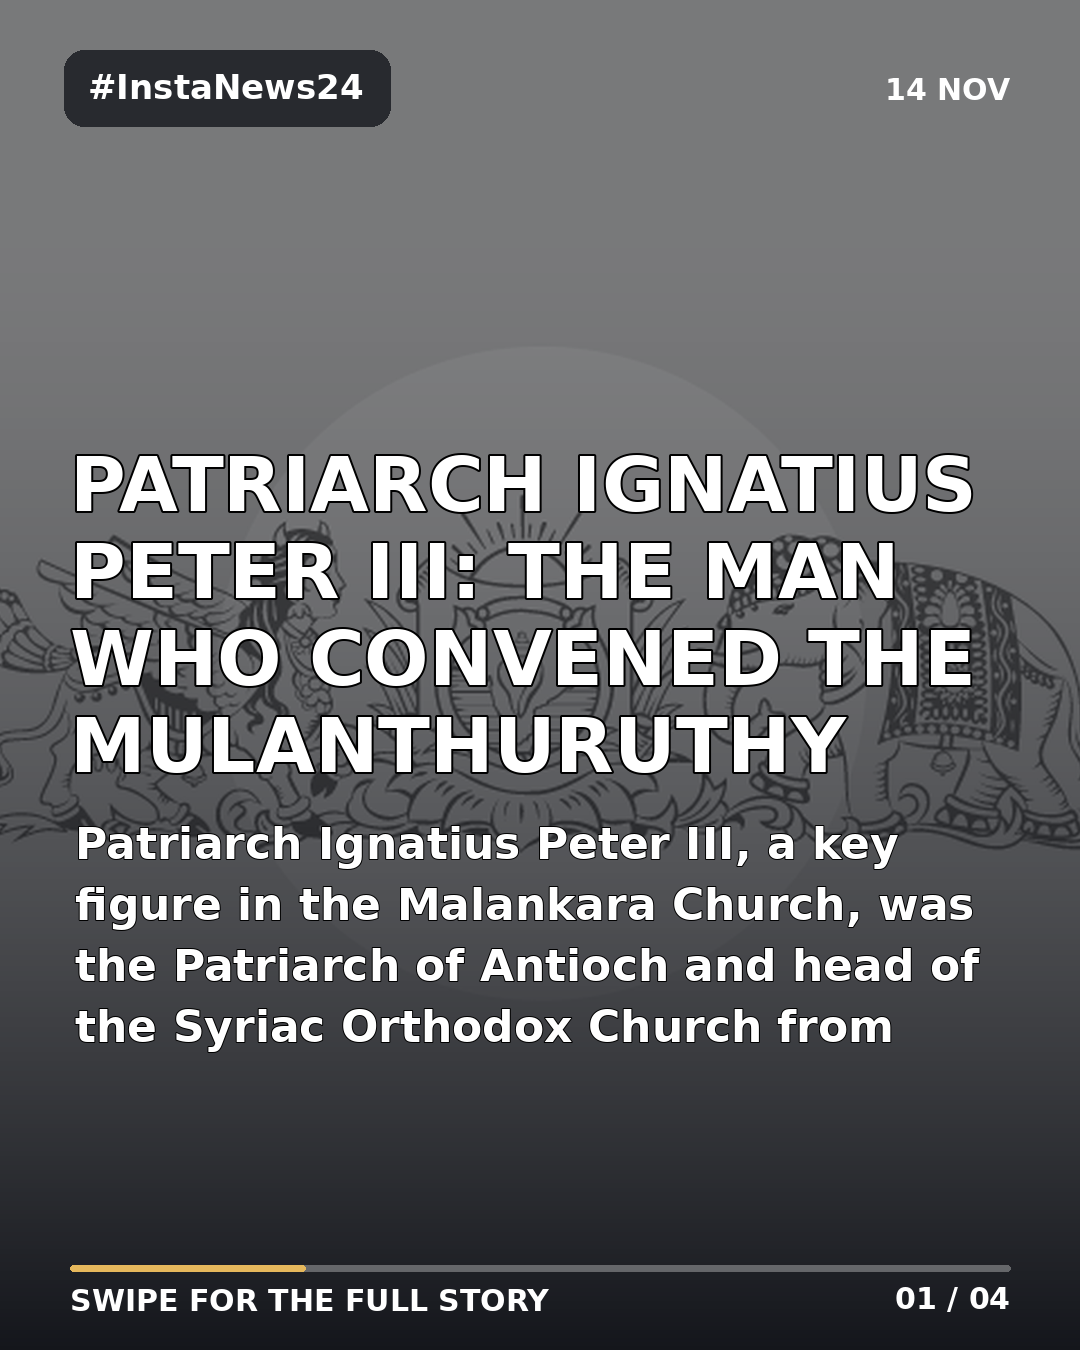 #InstaNews24
14 NOV
PATRIARCH IGNATIUS
PETER III: THE MAN
WHO CONVENED THE
MULANTHURUTHY
Patriarch Ignatius Peter III, a key
figure in the Malankara Church, was
the Patriarch of Antioch and head of
the Syriac Orthodox Church from
SWIPE FOR THE FULL STORY
01 / 04